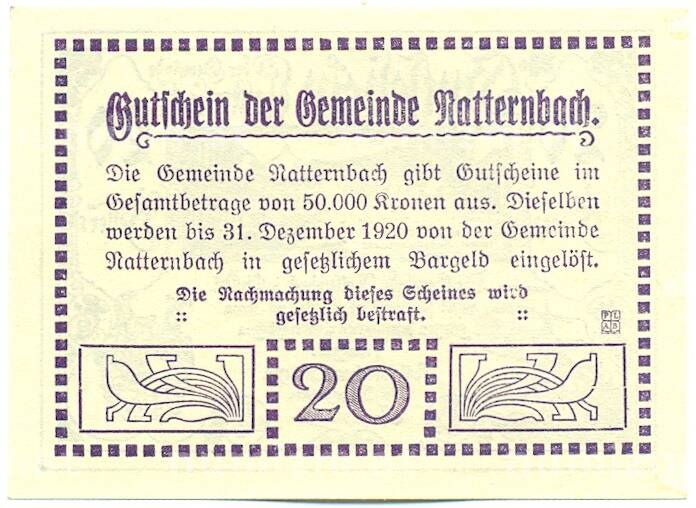 Gutschein der Gemeinde Natternbach.
Die Gemeinde Natternbach gibt Gutscheine im
Gesamtbetrage von 50.000 Kronen aus. Dieselben
werden bis 31. Dezember 1920 von der Gemeinde
Natternbach in gesetzlichem Bargeld eingelöst.
Die Nachmachung dieses Scheines wird
:: gesetzlich bestraft. ::
PL
AB
20